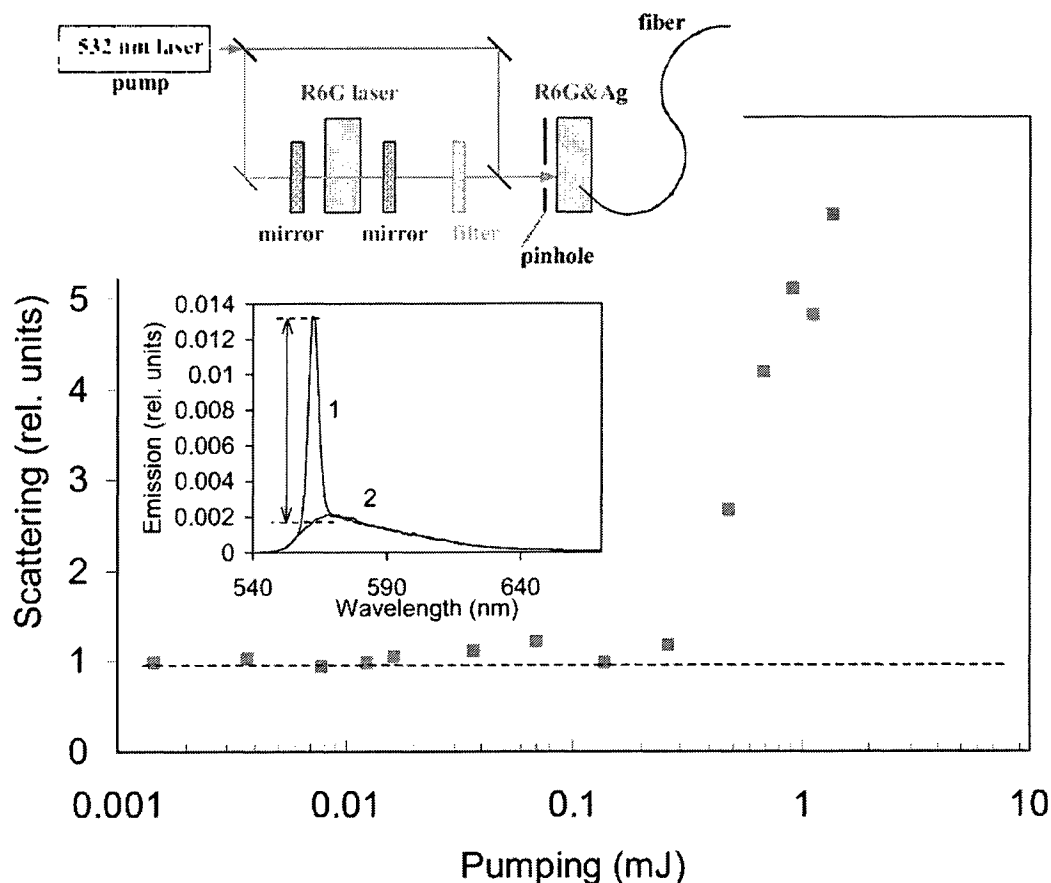 fiber
532 nm laser
pump
R6G laser
R6G&Ag
mirror
mirror
filter
pinhole
Scattering (rel. units)
5
4
3
2
1
0
Emission (rel. units)
0.014
0.012
0.01
0.008
0.006
0.004
0.002
0
1
2
540
590
640
Wavelength (nm)
0.001
0.01
0.1
1
10
Pumping (mJ)